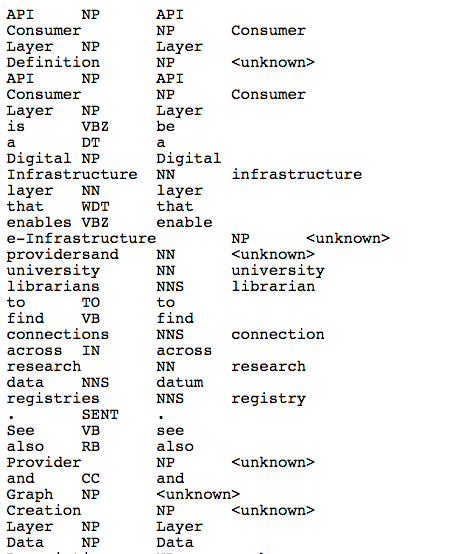 API NP API
Consumer NP Consumer
Layer NP Layer
Definition NP <unknown>
API NP API
Consumer NP Consumer
Layer NP Layer
is VBZ be
a DT a
Digital NP Digital
Infrastructure NN infrastructure
layer NN layer
that WDT that
enables VBZ enable
e-Infrastructure NP <unknown>
providersand NN <unknown>
university NN university
librarians NNS librarian
to TO to
find VB find
connections NNS connection
across IN across
research NN research
data NNS datum
registries NNS registry
. SENT .
See VB see
also RB also
Provider NP <unknown>
and CC and
Graph NP <unknown>
Creation NP <unknown>
Layer NP Layer
Data NP Data